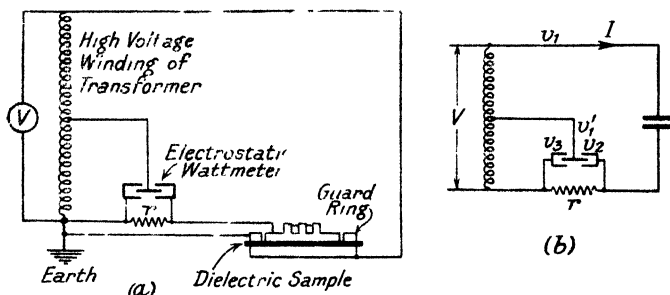 High Voltage
Winding of
Transformer
V
Electrostatic
Wattmeter
r
Guard
Ring
Earth
Dielectric Sample
(a)
v₁
I
V
v₁'
v₃
v₂
r
(b)